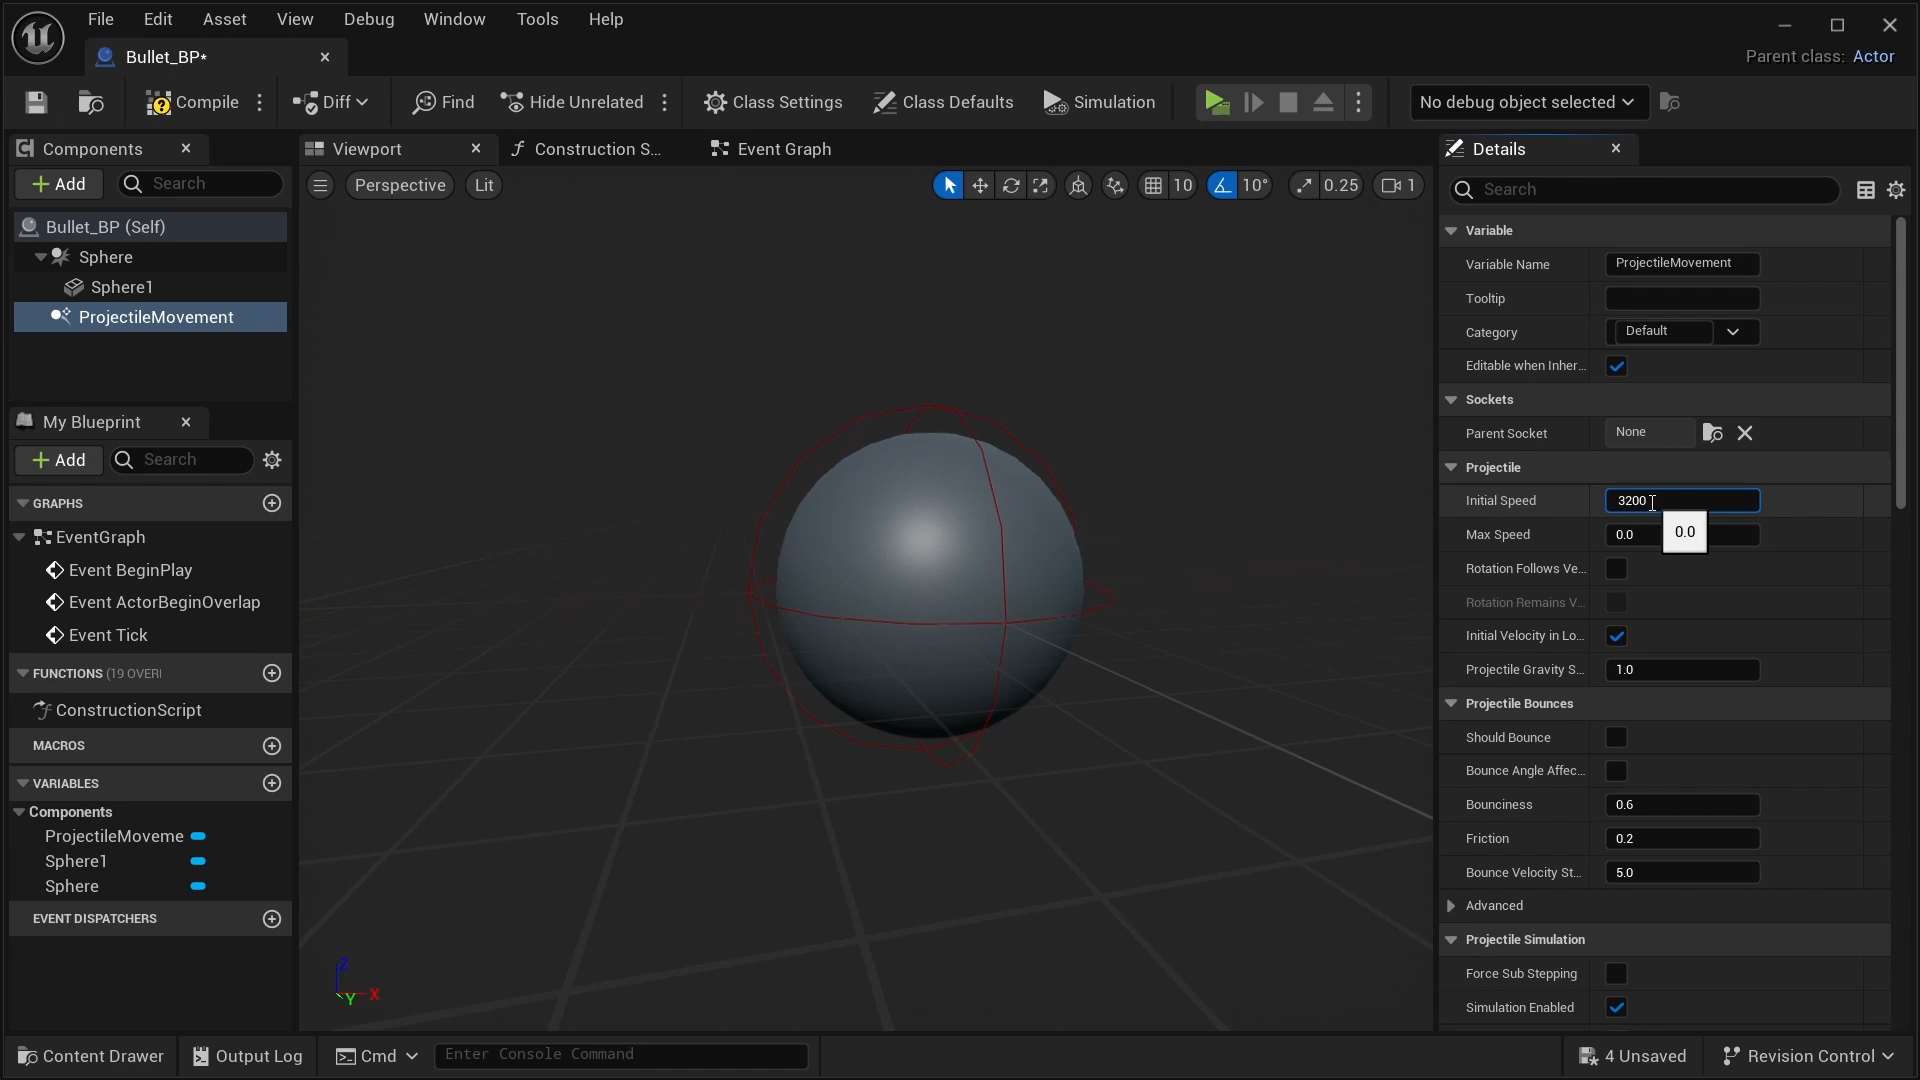 File Edit Asset View Debug Window Tools Help
Bullet_BP*
Parent class: Actor
Compile Diff Find Hide Unrelated Class Settings Class Defaults Simulation No debug object selected
Components
Add Search
Bullet_BP (Self)
Sphere
Sphere1
ProjectileMovement
My Blueprint
Add Search
GRAPHS
EventGraph
Event BeginPlay
Event ActorBeginOverlap
Event Tick
FUNCTIONS (19 OVERI
ConstructionScript
MACROS
VARIABLES
Components
ProjectileMoveme
Sphere1
Sphere
EVENT DISPATCHERS
Viewport Construction S... Event Graph
Perspective Lit 10 10° 0.25 1
Z
Y X
Details
Search
Variable
Variable Name ProjectileMovement
Tooltip
Category Default
Editable when Inher...
Sockets
Parent Socket None
Projectile
Initial Speed 3200
Max Speed 0.0 0.0
Rotation Follows Ve...
Rotation Remains V...
Initial Velocity in Lo...
Projectile Gravity S... 1.0
Projectile Bounces
Should Bounce
Bounce Angle Affec...
Bounciness 0.6
Friction 0.2
Bounce Velocity St... 5.0
Advanced
Projectile Simulation
Force Sub Stepping
Simulation Enabled
Content Drawer Output Log Cmd Enter Console Command 4 Unsaved Revision Control